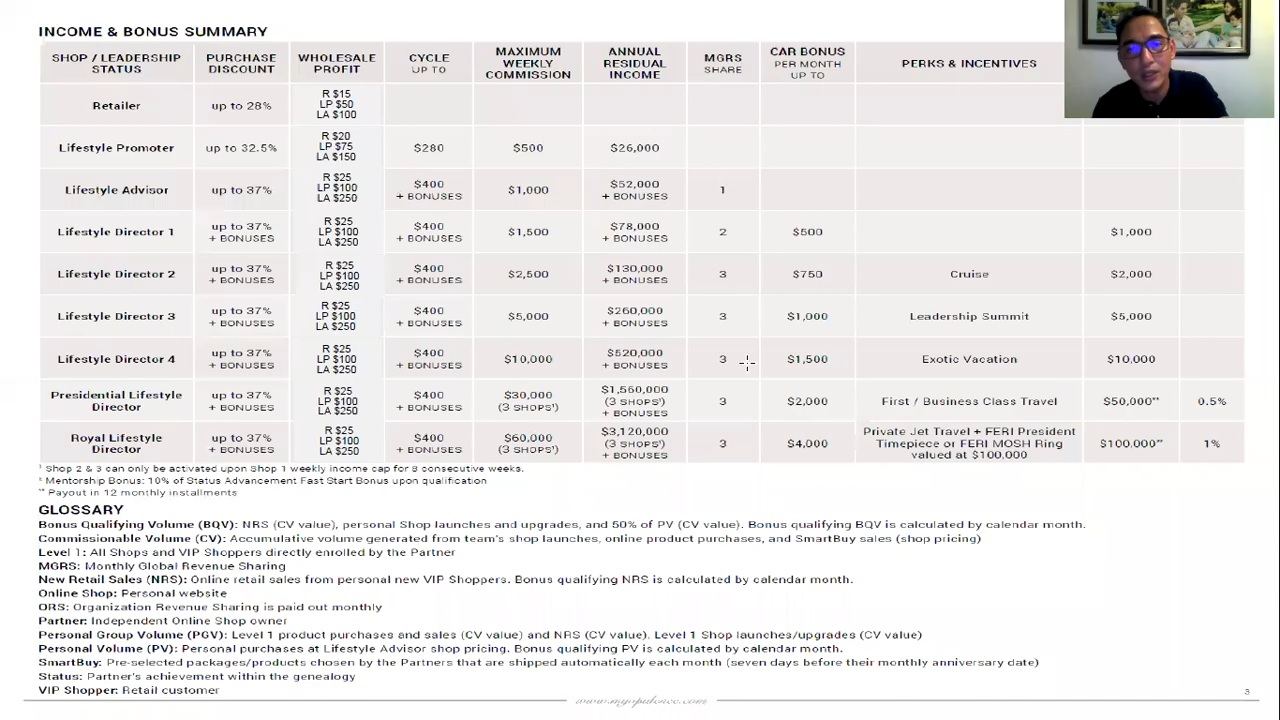 INCOME & BONUS SUMMARY
SHOP / LEADERSHIP STATUS PURCHASE DISCOUNT WHOLESALE PROFIT CYCLE UP TO MAXIMUM WEEKLY COMMISSION ANNUAL RESIDUAL INCOME MGRS SHARE CAR BONUS PER MONTH UP TO PERKS & INCENTIVES
Retailer up to 28% R $15 LP $50 LA $100
Lifestyle Promoter up to 32.5% R $20 LP $75 LA $150 $280 $500 $26,000
Lifestyle Advisor up to 37% R $25 LP $100 LA $250 $400 + BONUSES $1,000 $52,000 + BONUSES 1
Lifestyle Director 1 up to 37% + BONUSES R $25 LP $100 LA $250 $400 + BONUSES $1,500 $78,000 + BONUSES 2 $500 $1,000
Lifestyle Director 2 up to 37% + BONUSES R $25 LP $100 LA $250 $400 + BONUSES $2,500 $130,000 + BONUSES 3 $750 Cruise $2,000
Lifestyle Director 3 up to 37% + BONUSES R $25 LP $100 LA $250 $400 + BONUSES $5,000 $260,000 + BONUSES 3 $1,000 Leadership Summit $5,000
Lifestyle Director 4 up to 37% + BONUSES R $25 LP $100 LA $250 $400 + BONUSES $10,000 $520,000 + BONUSES 3 $1,500 Exotic Vacation $10,000
Presidential Lifestyle Director up to 37% + BONUSES R $25 LP $100 LA $250 $400 + BONUSES $30,000 (3 SHOPS¹) $1,560,000 (3 SHOPS¹) + BONUSES 3 $2,000 First / Business Class Travel $50,000** 0.5%
Royal Lifestyle Director up to 37% + BONUSES R $25 LP $100 LA $250 $400 + BONUSES $60,000 (3 SHOPS¹) $3,120,000 (3 SHOPS¹) + BONUSES 3 $4,000 Private Jet Travel + FERI President Timepiece or FERI MOSH Ring valued at $100,000 $100,000** 1%
¹ Shop 2 & 3 can only be activated upon Shop 1 weekly income cap for 8 consecutive weeks.
² Mentorship Bonus: 10% of Status Advancement Fast Start Bonus upon qualification
** Payout in 12 monthly installments
GLOSSARY
Bonus Qualifying Volume (BQV): NRS (CV value), personal Shop launches and upgrades, and 50% of PV (CV value). Bonus qualifying BQV is calculated by calendar month.
Commissionable Volume (CV): Accumulative volume generated from team's shop launches, online product purchases, and SmartBuy sales (shop pricing)
Level 1: All Shops and VIP Shoppers directly enrolled by the Partner
MGRS: Monthly Global Revenue Sharing
New Retail Sales (NRS): Online retail sales from personal new VIP Shoppers. Bonus qualifying NRS is calculated by calendar month.
Online Shop: Personal website
ORS: Organization Revenue Sharing is paid out monthly
Partner: Independent Online Shop owner
Personal Group Volume (PGV): Level 1 product purchases and sales (CV value) and NRS (CV value). Level 1 Shop launches/upgrades (CV value)
Personal Volume (PV): Personal purchases at Lifestyle Advisor shop pricing. Bonus qualifying PV is calculated by calendar month.
SmartBuy: Pre-selected packages/products chosen by the Partners that are shipped automatically each month (seven days before their monthly anniversary date)
Status: Partner's achievement within the genealogy
VIP Shopper: Retail customer
3